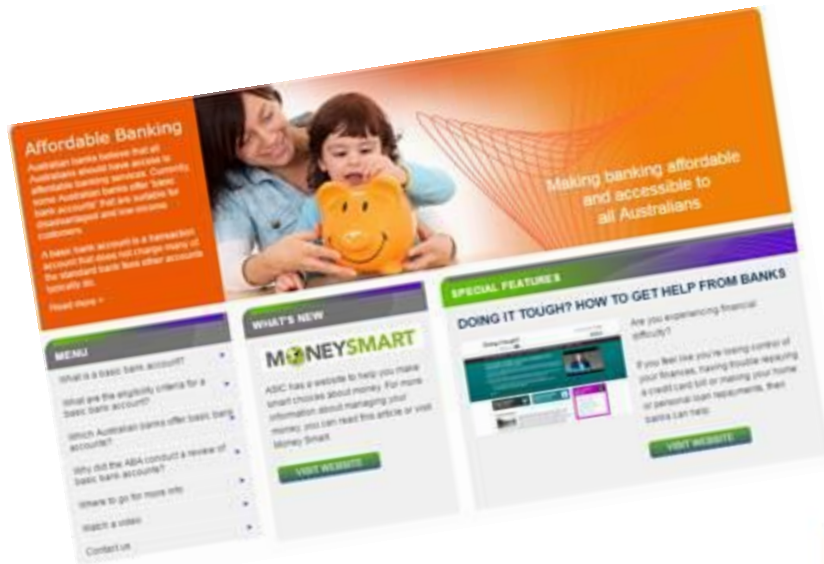 Affordable Banking
Australian banks believe that all
Australians should have access to
affordable banking services. Currently,
some Australian banks offer 'basic
bank accounts' that are suitable for
disadvantaged and low-income
customers.
A basic bank account is a transaction
account that does not charge many of
the standard bank fees other accounts
typically do.
Read more »
Making banking affordable
and accessible to
all Australians
MENU
What is a basic bank account?
What are the eligibility criteria for a
basic bank account?
Which Australian banks offer basic bank
accounts?
Why did the ABA conduct a review of
basic bank accounts?
Where to go for more info
Watch a video
Contact us
WHAT'S NEW
MONEYSMART
ASIC has a website to help you make
smart choices about money. For more
information about managing your
money, you can read this article or visit
Money Smart.
VISIT WEBSITE
SPECIAL FEATURES
DOING IT TOUGH? HOW TO GET HELP FROM BANKS
Are you experiencing financial
difficulty?
If you feel like you're losing control of
your finances, having trouble repaying
a credit card bill or making your home
or personal loan repayments, then
banks can help.
VISIT WEBSITE